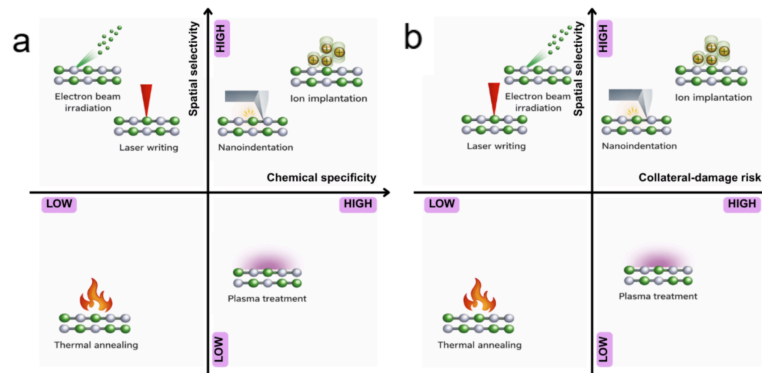 a
Spatial selectivity
HIGH
Electron beam
irradiation
Ion implantation
Laser writing
Nanoindentation
Chemical specificity
LOW
HIGH
Plasma treatment
Thermal annealing
LOW
b
Spatial selectivity
HIGH
Electron beam
irradiation
Ion implantation
Laser writing
Nanoindentation
Collateral-damage risk
LOW
HIGH
Plasma treatment
Thermal annealing
LOW